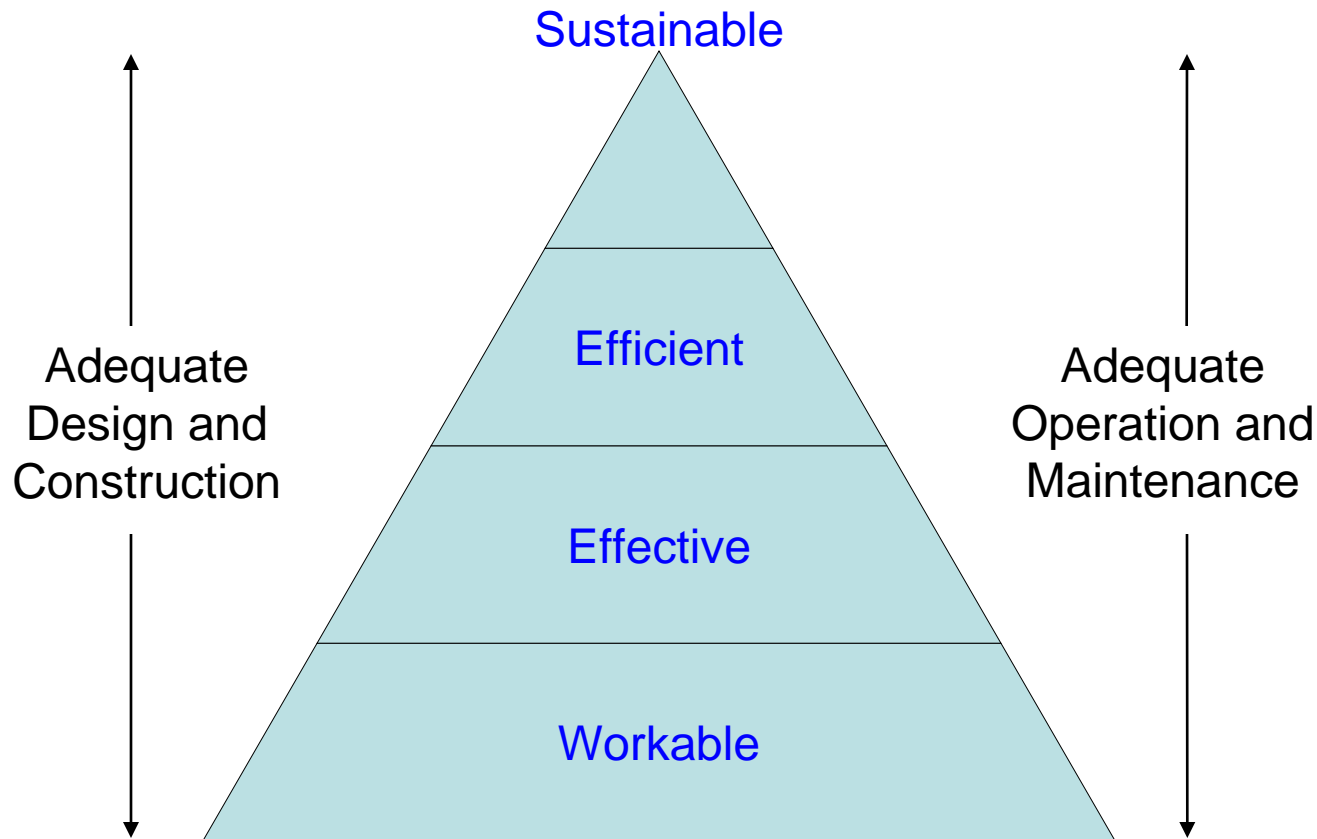 Sustainable
Efficient
Adequate
Design and
Construction
Adequate
Operation and
Maintenance
Effective
Workable